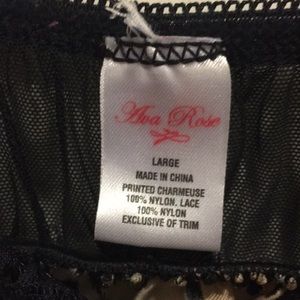 Ava Rose
LARGE
MADE IN CHINA
PRINTED CHARMEUSE
100% NYLON. LACE
100% NYLON
EXCLUSIVE OF TRIM